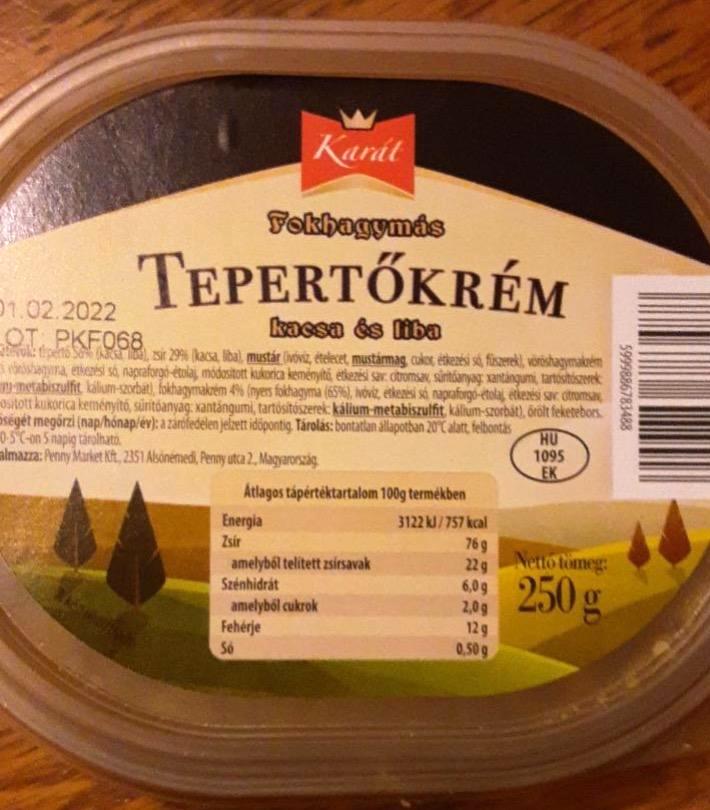 Karát
Fokhagymás
TEPERTŐKRÉM
kacsa és liba
01.02.2022
LOT: PKF068
tepertő 58% (kacsa, liba), zsír 29% (kacsa, liba), mustár (ivóvíz, ételecet, mustármag, cukor, étkezési só, fűszerek), vöröshagymakrém
vöröshagyma, étkezési só, napraforgó-étolaj, módosított kukorica keményítő, étkezési sav: citromsav, sűrítőanyag: xantángumi, tartósítószerek:
-metabiszulfit, kálium-szorbát), fokhagymakrém 4% (nyers fokhagyma (65%), ivóvíz, étkezési só, napraforgó-étolaj, étkezési sav: citromsav,
kukorica keményítő, sűrítőanyag: xantángumi, tartósítószerek: kálium-metabiszulfit, kálium-szorbát), őrölt feketebors.
ségét megőrzi (nap/hónap/év): a zárófedélen jelzett időpontig. Tárolás: bontatlan állapotban 20°C alatt, felbontás
0-5°C-on 5 napig tárolható.
almazza: Penny Market Kft., 2351 Alsónémedi, Penny utca 2., Magyarország.
HU
1095
EK
5999886783488
Átlagos tápértéktartalom 100g termékben
Energia 3122 kJ / 757 kcal
Zsír 76 g
amelyből telített zsírsavak 22 g
Szénhidrát 6,0 g
amelyből cukrok 2,0 g
Fehérje 12 g
Só 0,50 g
Nettó tömeg:
250 g